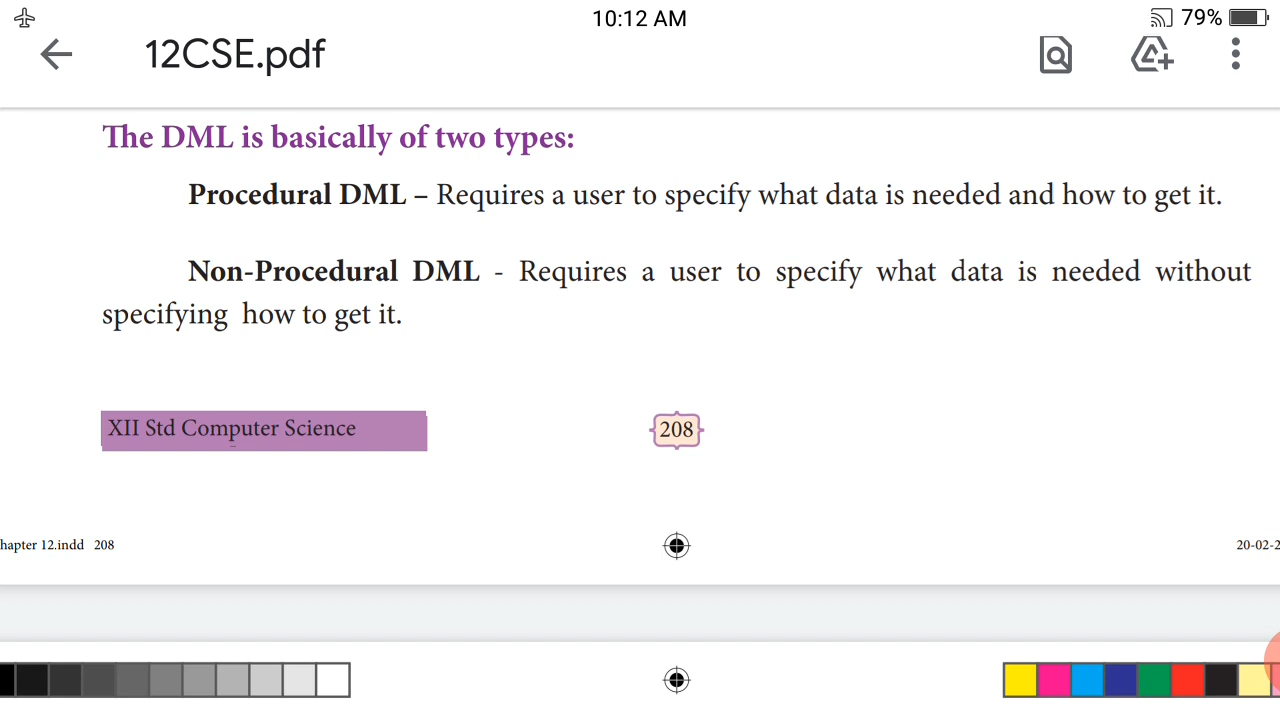 10:12 AM
79%
12CSE.pdf
The DML is basically of two types:
Procedural DML – Requires a user to specify what data is needed and how to get it.
Non-Procedural DML - Requires a user to specify what data is needed without
specifying how to get it.
XII Std Computer Science
208
hapter 12.indd 208
20-02-2